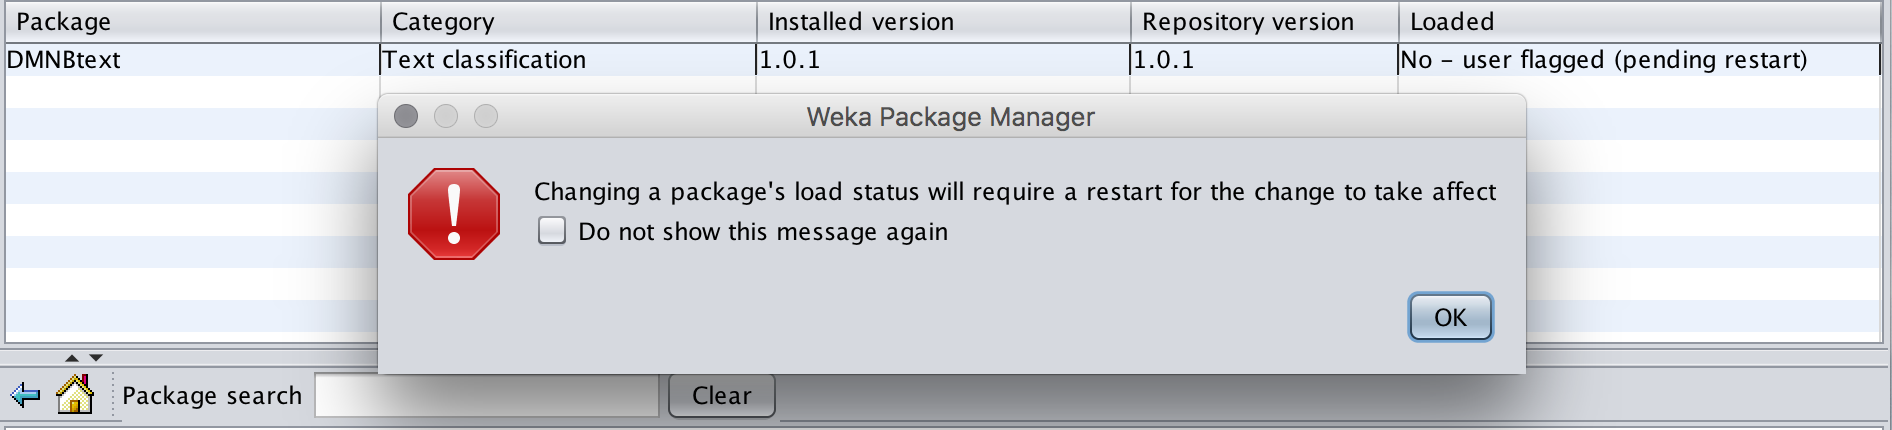 Package Category Installed version Repository version Loaded
DMNBtext Text classification 1.0.1 1.0.1 No - user flagged (pending restart)
Weka Package Manager
Changing a package's load status will require a restart for the change to take affect
Do not show this message again
OK
Package search Clear